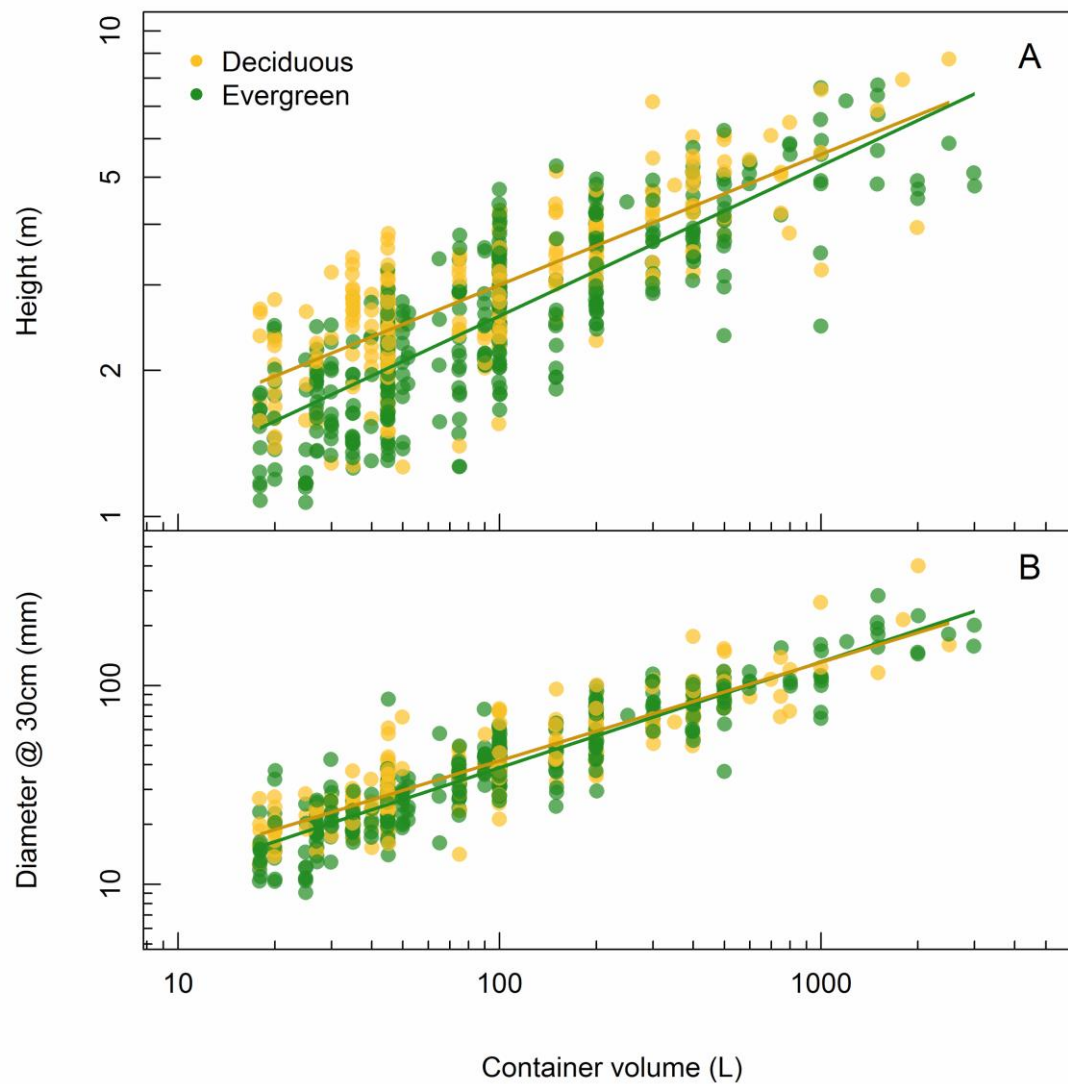 A
Deciduous
Evergreen
Height (m)
10
5
2
1
B
Diameter @ 30cm (mm)
100
10
10 100 1000
Container volume (L)